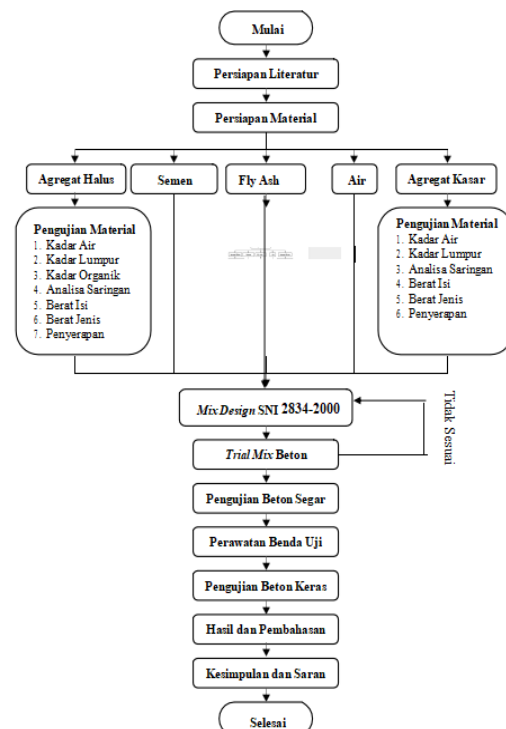 Mulai
Persiapan Literatur
Persiapan Material
Agregat Halus
Semen
Fly Ash
Air
Agregat Kasar
Pengujian Material
1. Kadar Air
2. Kadar Lumpur
3. Kadar Organik
4. Analisa Saringan
5. Berat Isi
6. Berat Jenis
7. Penyerapan
Pengujian Material
1. Kadar Air
2. Kadar Lumpur
3. Analisa Saringan
4. Berat Isi
5. Berat Jenis
6. Penyerapan
Mix Design SNI 2834-2000
Tidak Sesuai
Trial Mix Beton
Pengujian Beton Segar
Perawatan Benda Uji
Pengujian Beton Keras
Hasil dan Pembahasan
Kesimpulan dan Saran
Selesai